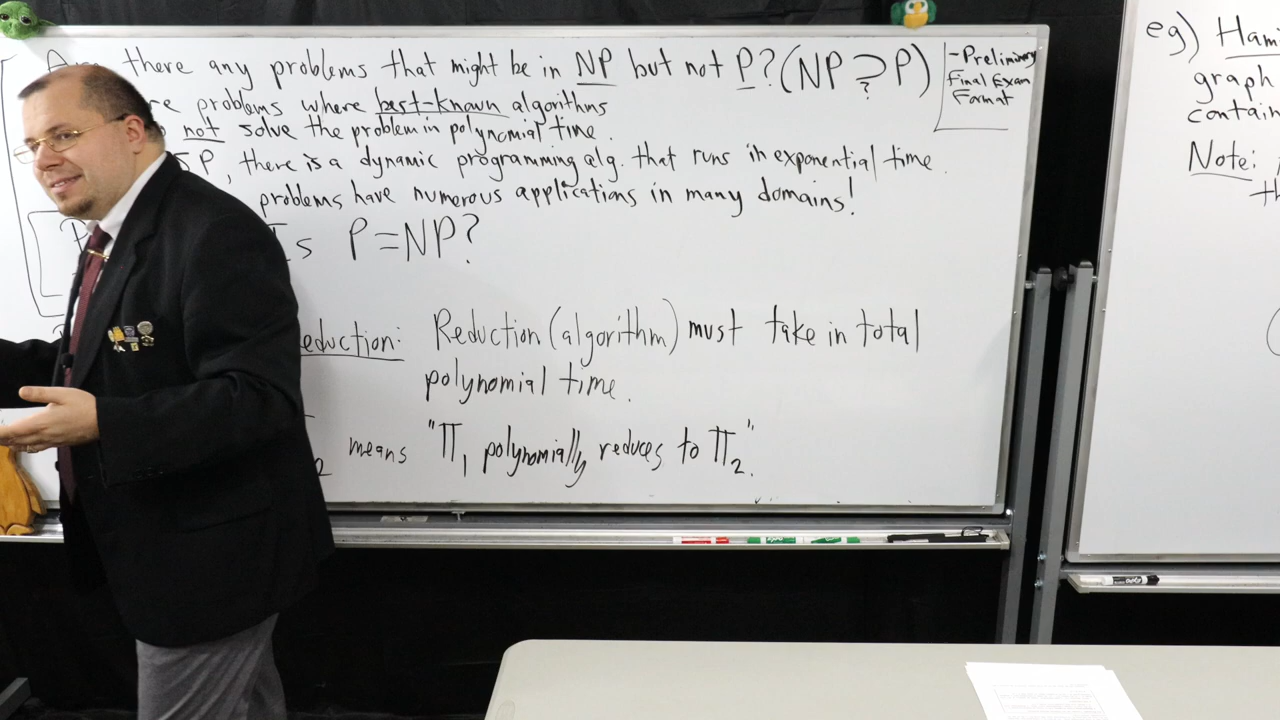 there any problems that might be in NP but not P? (NP ? P)
re problems where best-known algorithms
not solve the problem in polynomial time.
SP, there is a dynamic programming alg. that runs in exponential time.
problems have numerous applications in many domains!
Is P=NP?
eduction: Reduction (algorithm) must take in total
polynomial time.
2 means "Π1 polynomially reduces to Π2".
-Preliminary
Final Exam
Format
eg) Ham
graph
contain
Note:
th